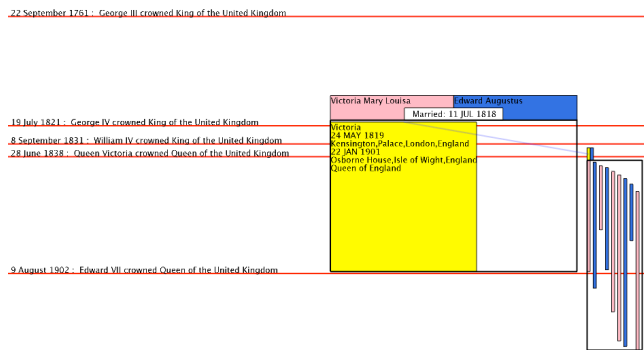 22 September 1761 : George III crowned King of the United Kingdom
Victoria Mary Louisa
Edward Augustus
Married: 11 JUL 1818
19 July 1821 : George IV crowned King of the United Kingdom
Victoria
24 MAY 1819
8 September 1831 : William IV crowned King of the United Kingdom
Kensington,Palace,London,England
22 JAN 1901
28 June 1838 : Queen Victoria crowned Queen of the United Kingdom
Osborne House,Isle of Wight,England
Queen of England
9 August 1902 : Edward VII crowned Queen of the United Kingdom